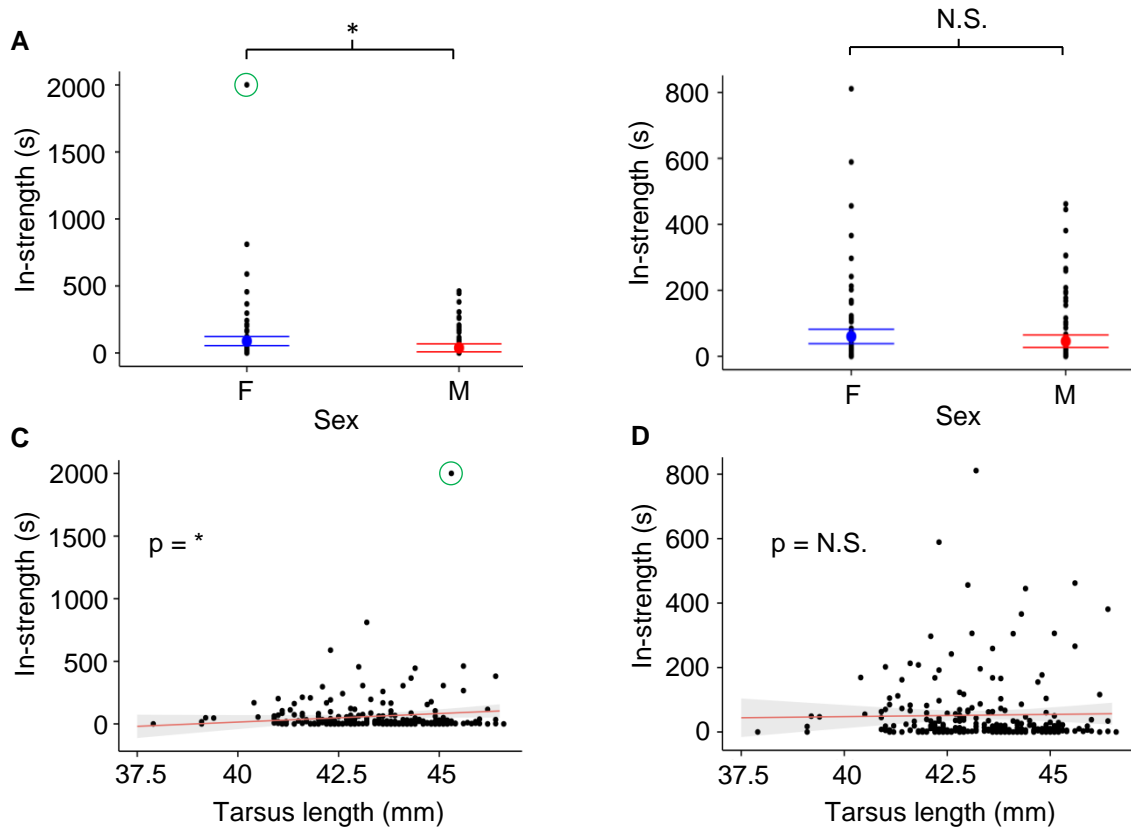 A
*
In-strength (s)
2000
1500
1000
500
0
F
M
Sex
N.S.
In-strength (s)
800
600
400
200
0
F
M
Sex
C
In-strength (s)
2000
1500
1000
500
0
p = *
37.5
40
42.5
45
Tarsus length (mm)
D
In-strength (s)
800
600
400
200
0
p = N.S.
37.5
40
42.5
45
Tarsus length (mm)